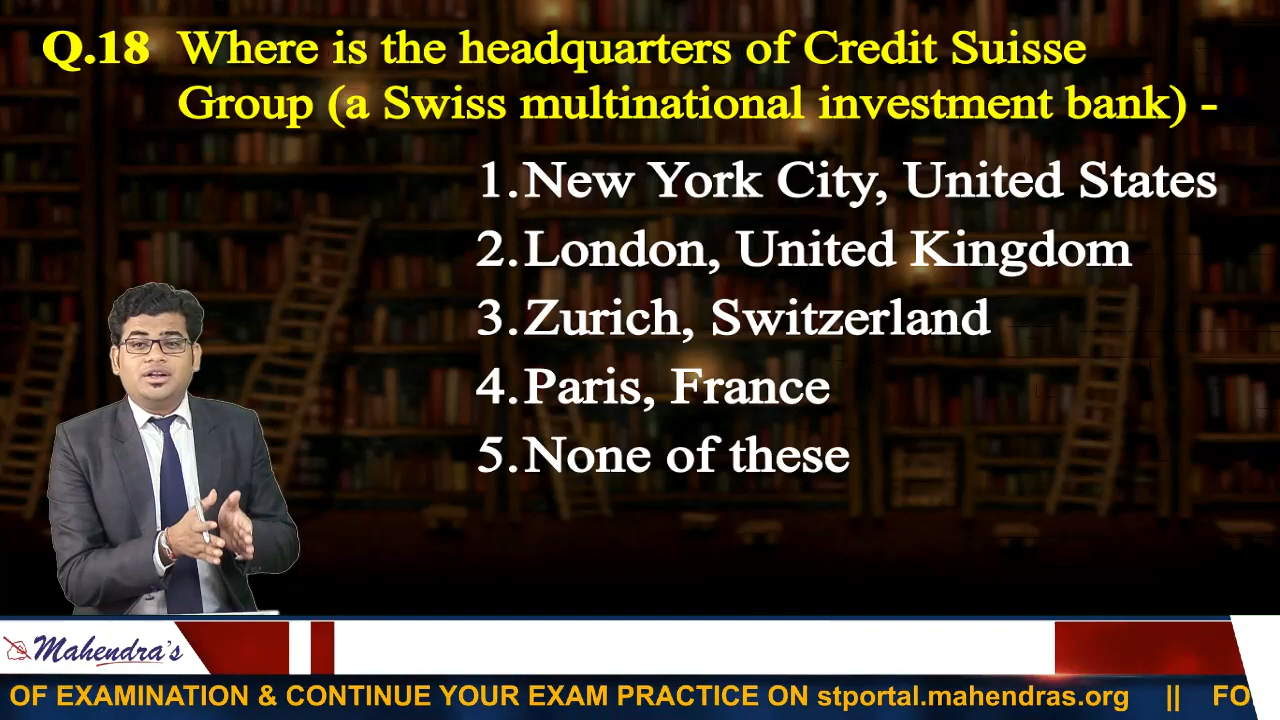 Q.18 Where is the headquarters of Credit Suisse
Group (a Swiss multinational investment bank) -
1. New York City, United States
2. London, United Kingdom
3. Zurich, Switzerland
4. Paris, France
5. None of these
Mahendra's
OF EXAMINATION & CONTINUE YOUR EXAM PRACTICE ON stportal.mahendras.org || FO